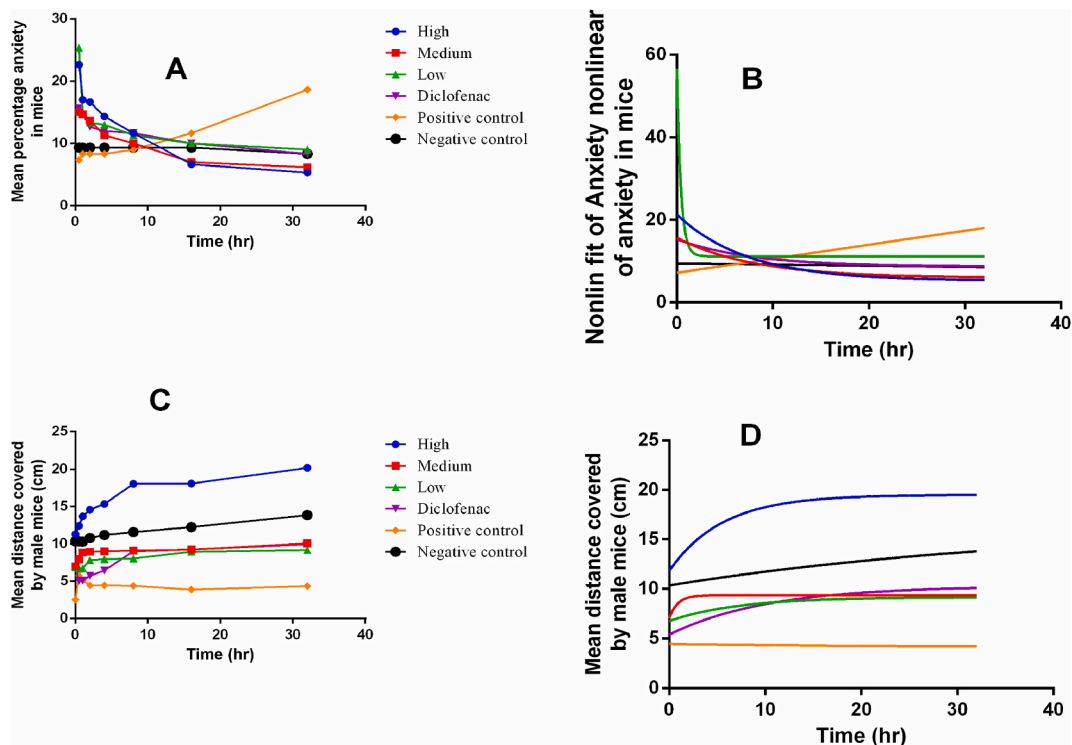 A
Mean percentage anxiety
in mice
30
20
10
0
0
10
20
30
40
Time (hr)
High
Medium
Low
Diclofenac
Positive control
Negative control
B
Nonlin fit of Anxiety nonlinear
of anxiety in mice
60
40
20
0
0
10
20
30
40
Time (hr)
C
Mean distance covered
by male mice (cm)
25
20
15
10
5
0
0
10
20
30
40
Time (hr)
High
Medium
Low
Diclofenac
Positive control
Negative control
D
Mean distance covered
by male mice (cm)
25
20
15
10
5
0
0
10
20
30
40
Time (hr)